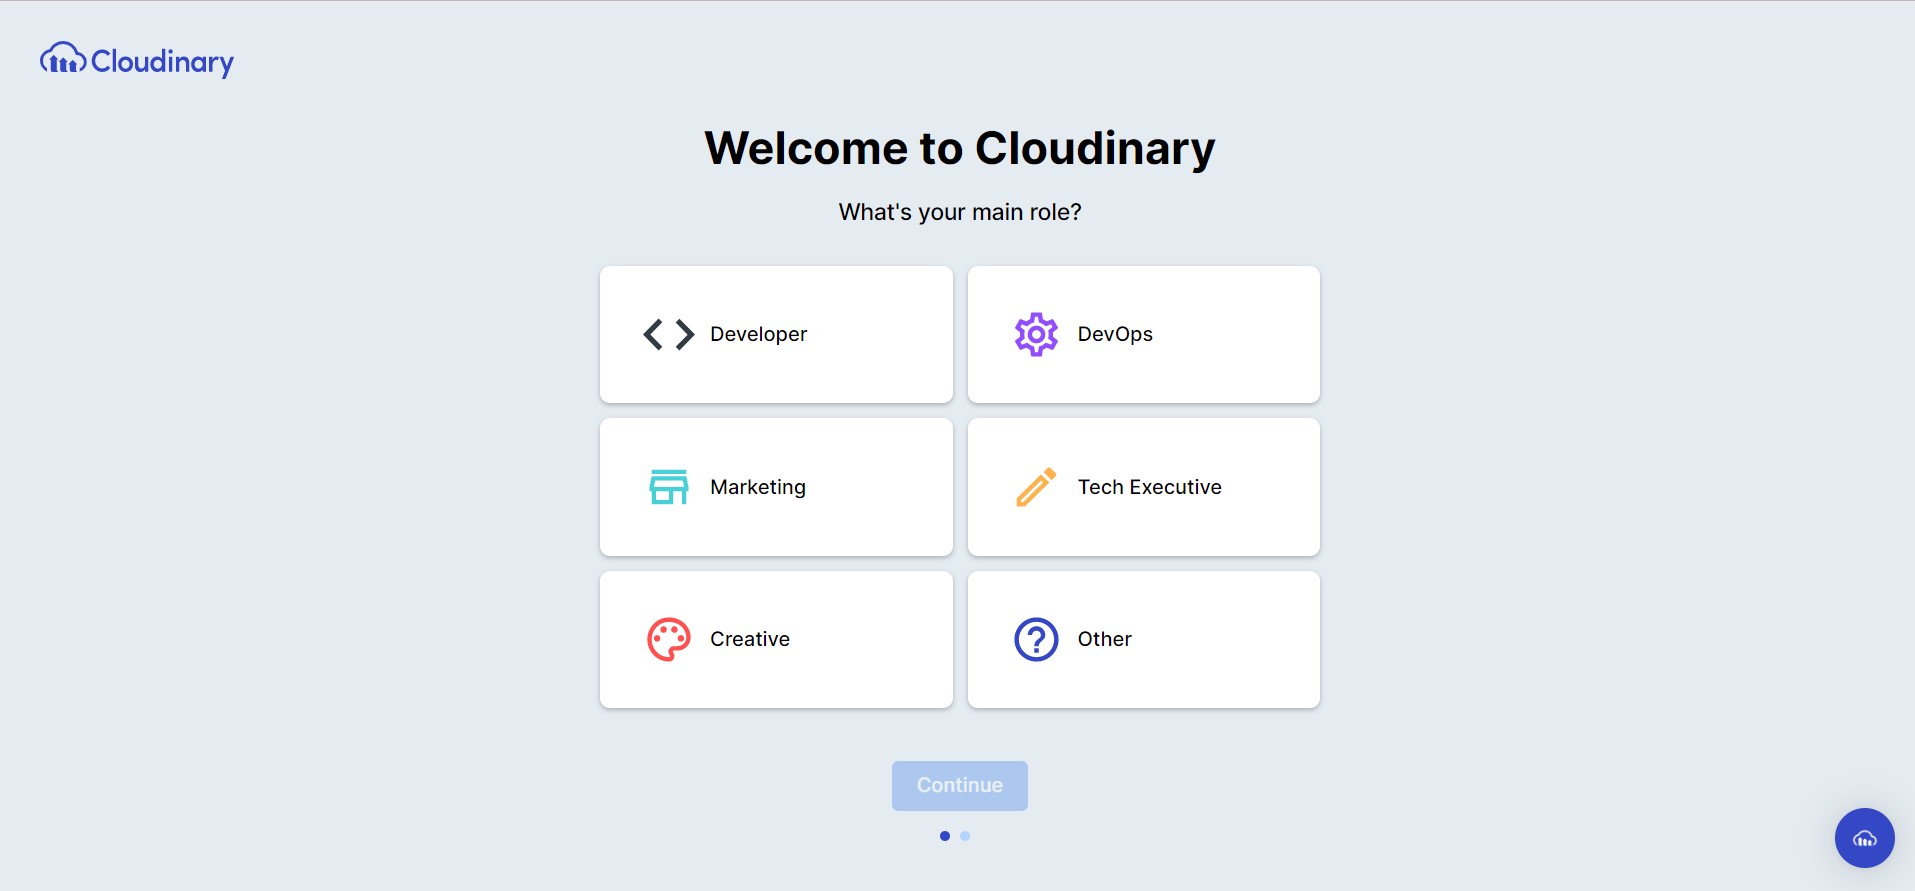 Cloudinary
Welcome to Cloudinary
What's your main role?
Developer
DevOps
Marketing
Tech Executive
Creative
Other
Continue